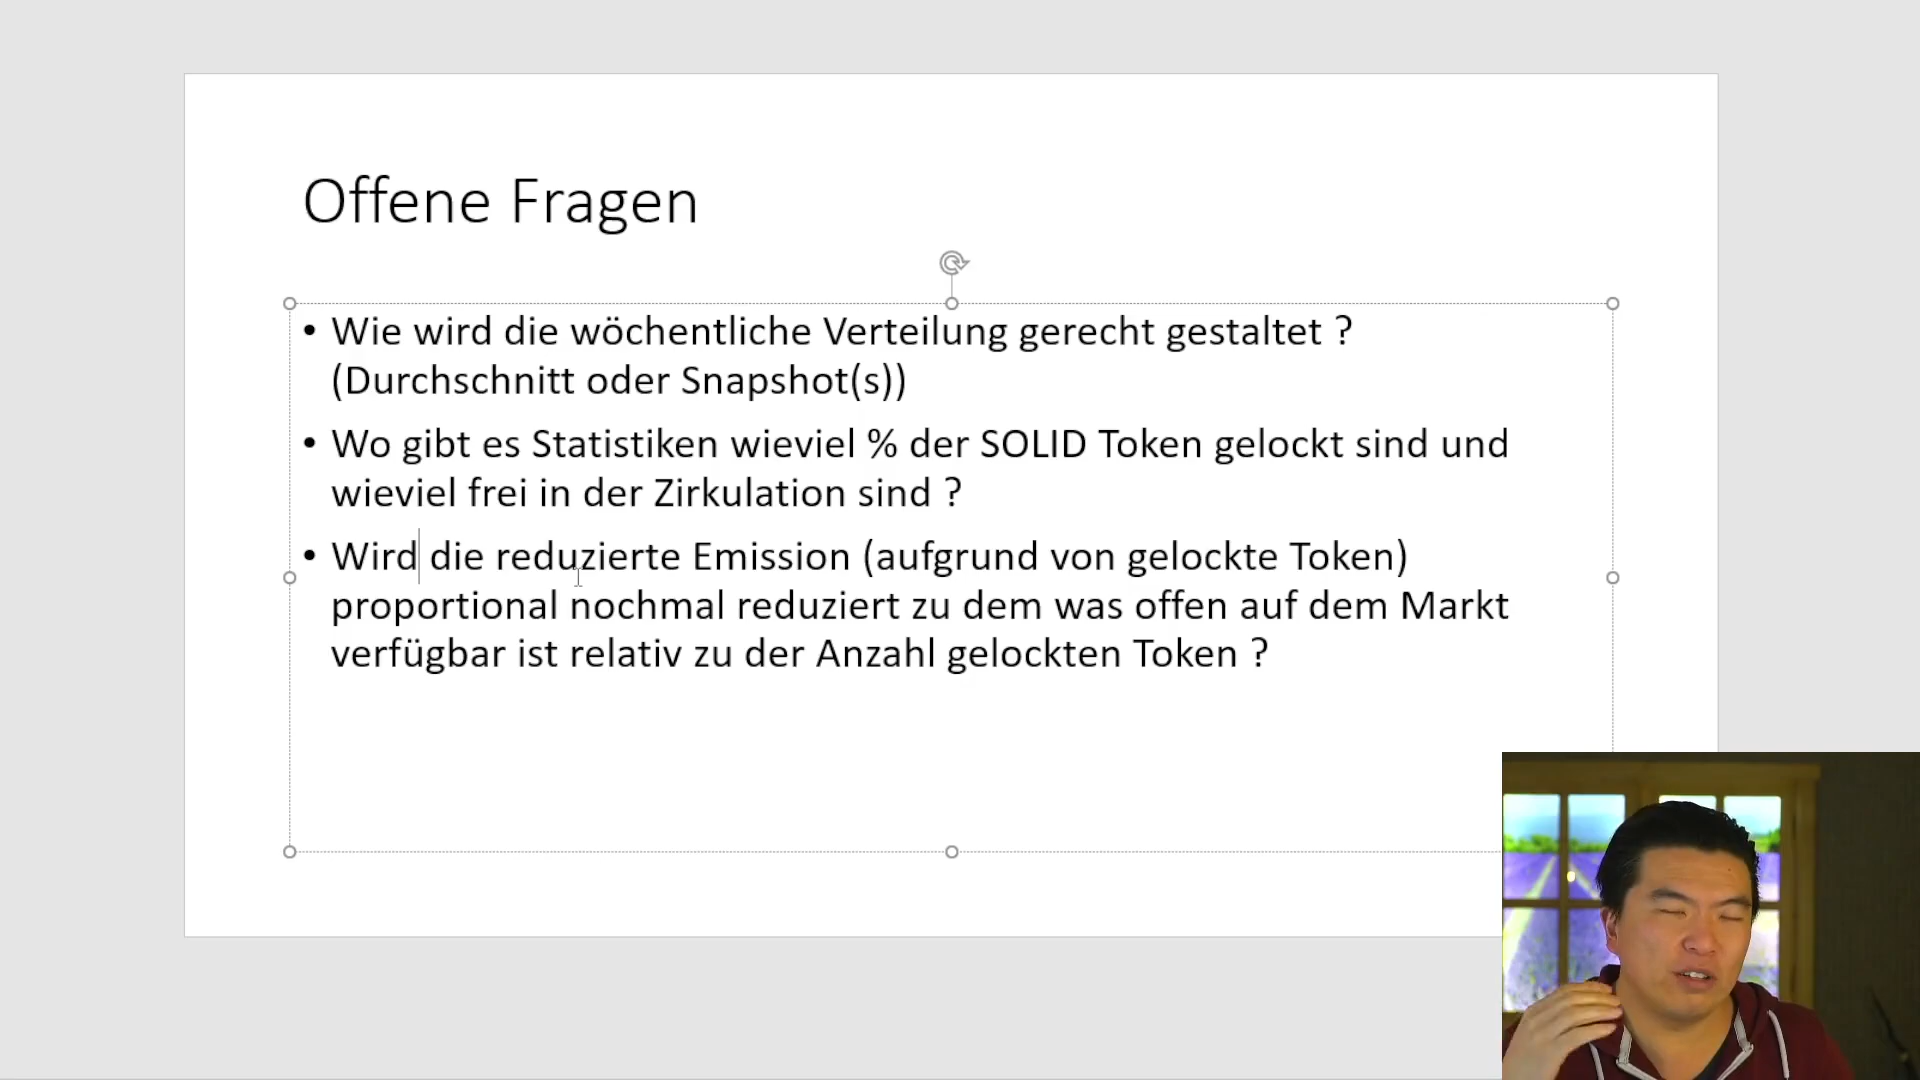 Offene Fragen
• Wie wird die wöchentliche Verteilung gerecht gestaltet ?
(Durchschnitt oder Snapshot(s))
• Wo gibt es Statistiken wieviel % der SOLID Token gelockt sind und
wieviel frei in der Zirkulation sind ?
• Wird die reduzierte Emission (aufgrund von gelockte Token)
proportional nochmal reduziert zu dem was offen auf dem Markt
verfügbar ist relativ zu der Anzahl gelockten Token ?